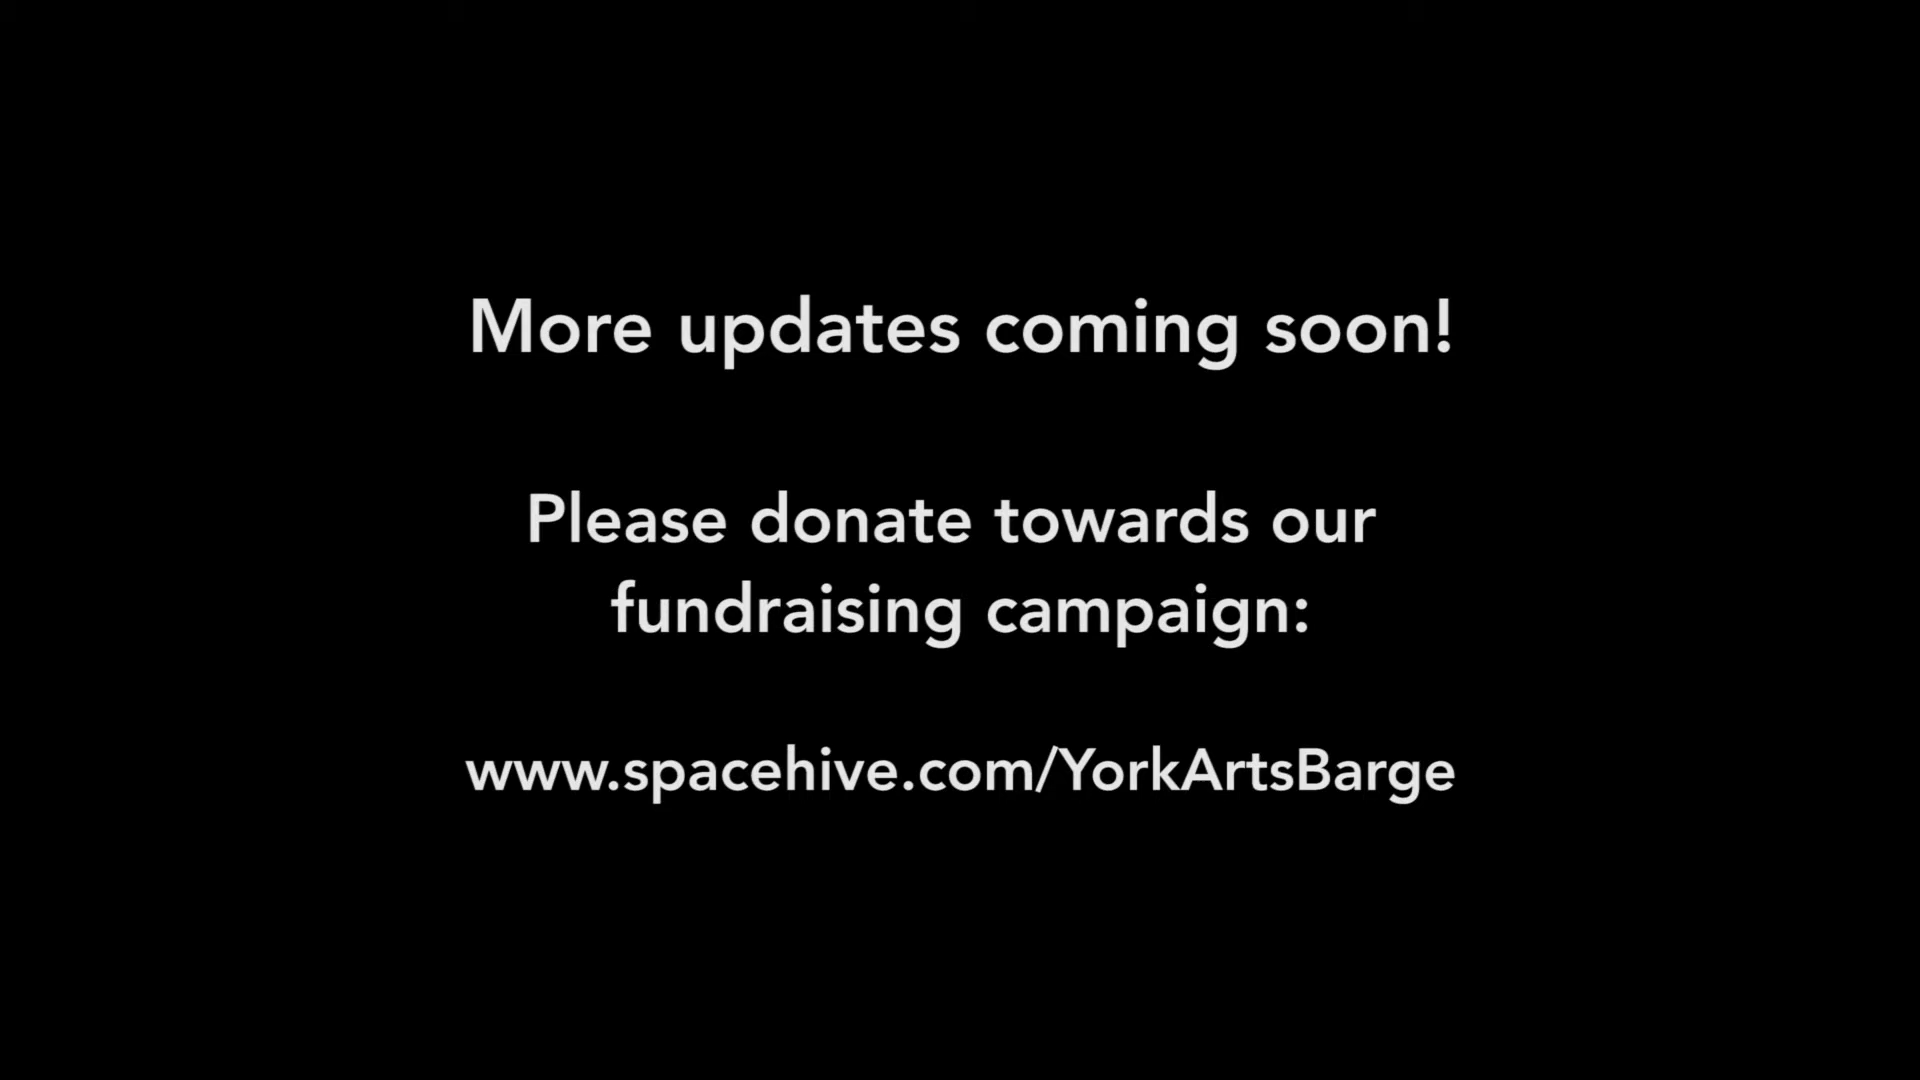 More updates coming soon!
Please donate towards our
fundraising campaign:
www.spacehive.com/YorkArtsBarge